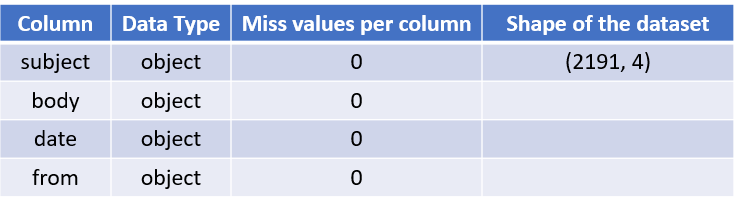 Column Data Type Miss values per column Shape of the dataset
subject object 0 (2191, 4)
body object 0
date object 0
from object 0